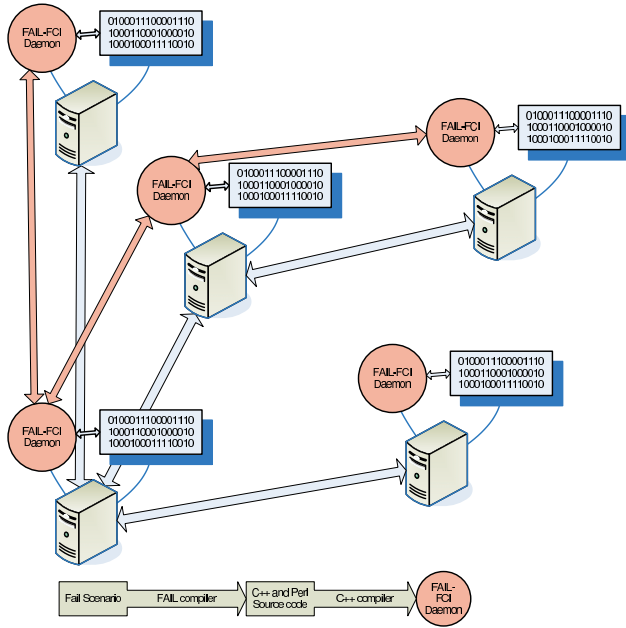 FAIL-FCI
Daemon
0100011100001110
1000110001000010
1000100011110010
FAIL-FCI
Daemon
0100011100001110
1000110001000010
1000100011110010
FAIL-FCI
Daemon
0100011100001110
1000110001000010
1000100011110010
FAIL-FCI
Daemon
0100011100001110
1000110001000010
1000100011110010
FAIL-FCI
Daemon
0100011100001110
1000110001000010
1000100011110010
Fail Scenario
FAIL compiler
C++ and Perl
Source code
C++ compiler
FAIL-
FCI
Daemon